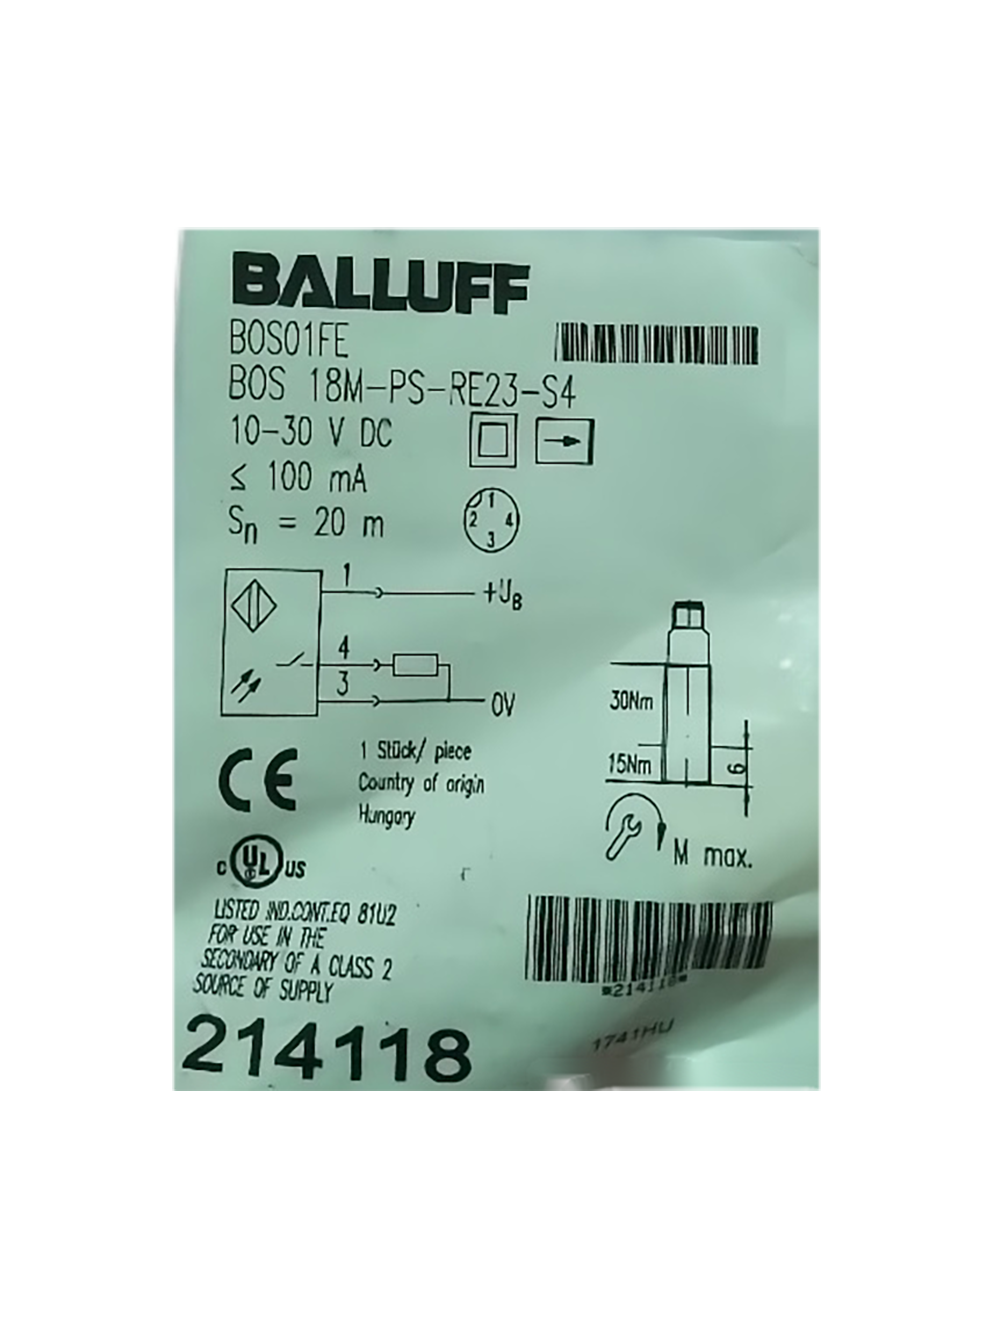 BALLUFF
BOS01FE
BOS 18M-PS-RE23-S4
10-30 V DC
≤ 100 mA
Sn = 20 m
1
2 4
3
1
+UB
4
3
0V
30Nm
15Nm
6
M max.
CE
1 Stück/ piece
Country of origin
Hungary
c UL US
LISTED IND.CONT.EQ 81U2
FOR USE IN THE
SECONDARY OF A CLASS 2
SOURCE OF SUPPLY
*214118*
1741HU
214118